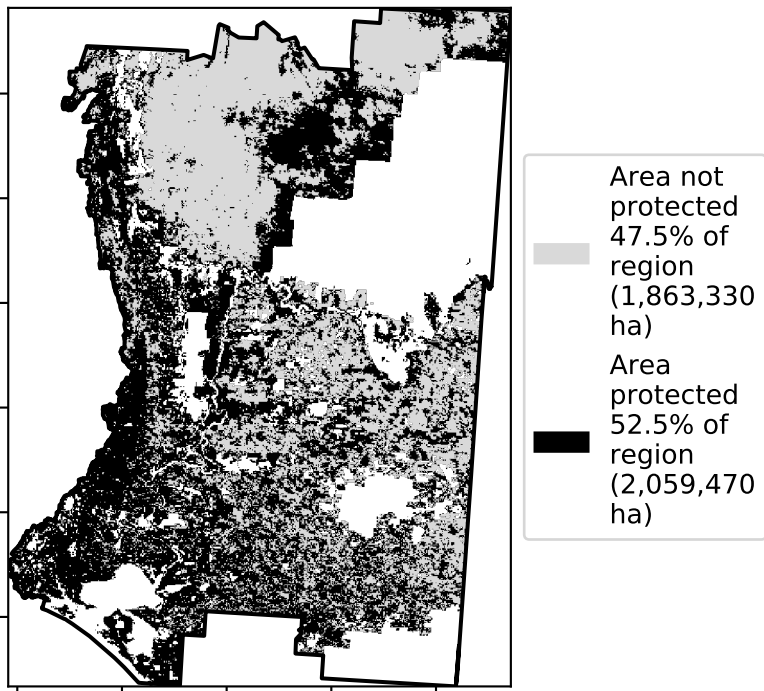 Area not
protected
47.5% of
region
(1,863,330
ha)
Area
protected
52.5% of
region
(2,059,470
ha)